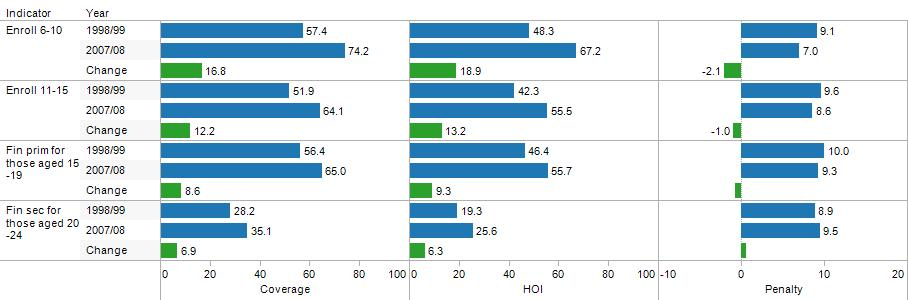 Indicator Year
Enroll 6-10 1998/99 57.4 48.3 9.1
2007/08 74.2 67.2 7.0
Change 16.8 18.9 -2.1
Enroll 11-15 1998/99 51.9 42.3 9.6
2007/08 64.1 55.5 8.6
Change 12.2 13.2 -1.0
Fin prim for 1998/99 56.4 46.4 10.0
those aged 15 2007/08 65.0 55.7 9.3
-19 Change 8.6 9.3
Fin sec for 1998/99 28.2 19.3 8.9
those aged 20 2007/08 35.1 25.6 9.5
-24 Change 6.9 6.3
0 20 40 60 80 100 0 20 40 60 80 100 -10 0 10 20
Coverage HOI Penalty